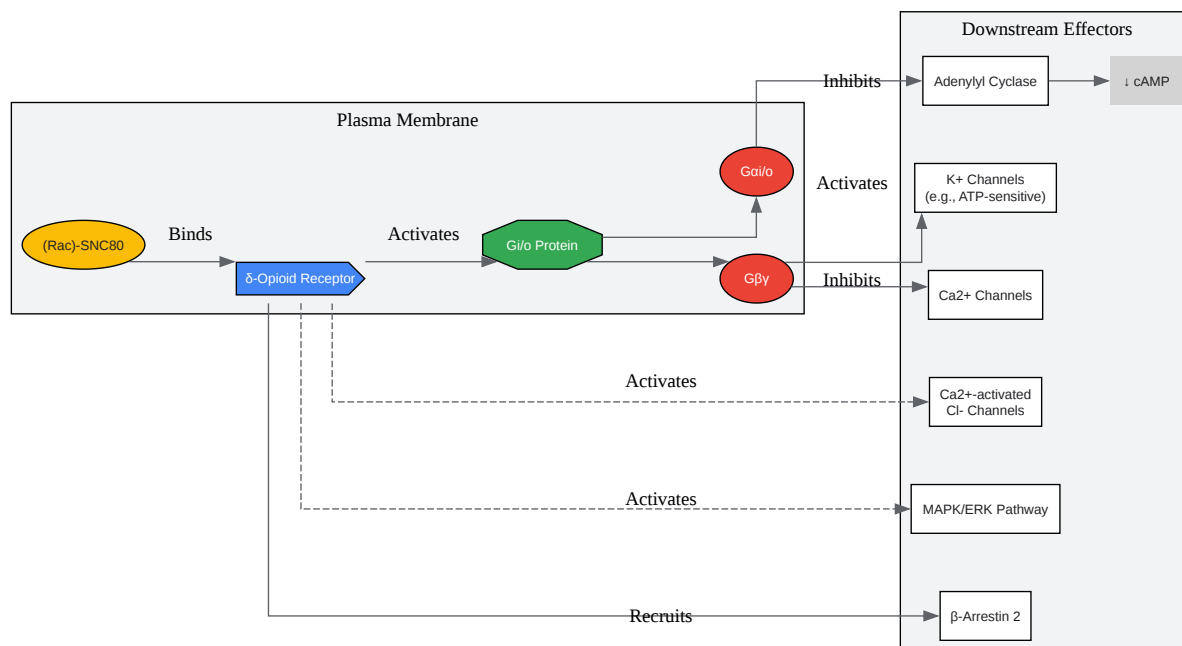 Downstream Effectors
Inhibits
Adenylyl Cyclase
↓ cAMP
Plasma Membrane
Gαi/o
Activates
K+ Channels
(e.g., ATP-sensitive)
(Rac)-SNC80
Binds
δ-Opioid Receptor
Activates
Gi/o Protein
Gβγ
Inhibits
Ca2+ Channels
Activates
Ca2+-activated
Cl- Channels
Activates
MAPK/ERK Pathway
Recruits
β-Arrestin 2